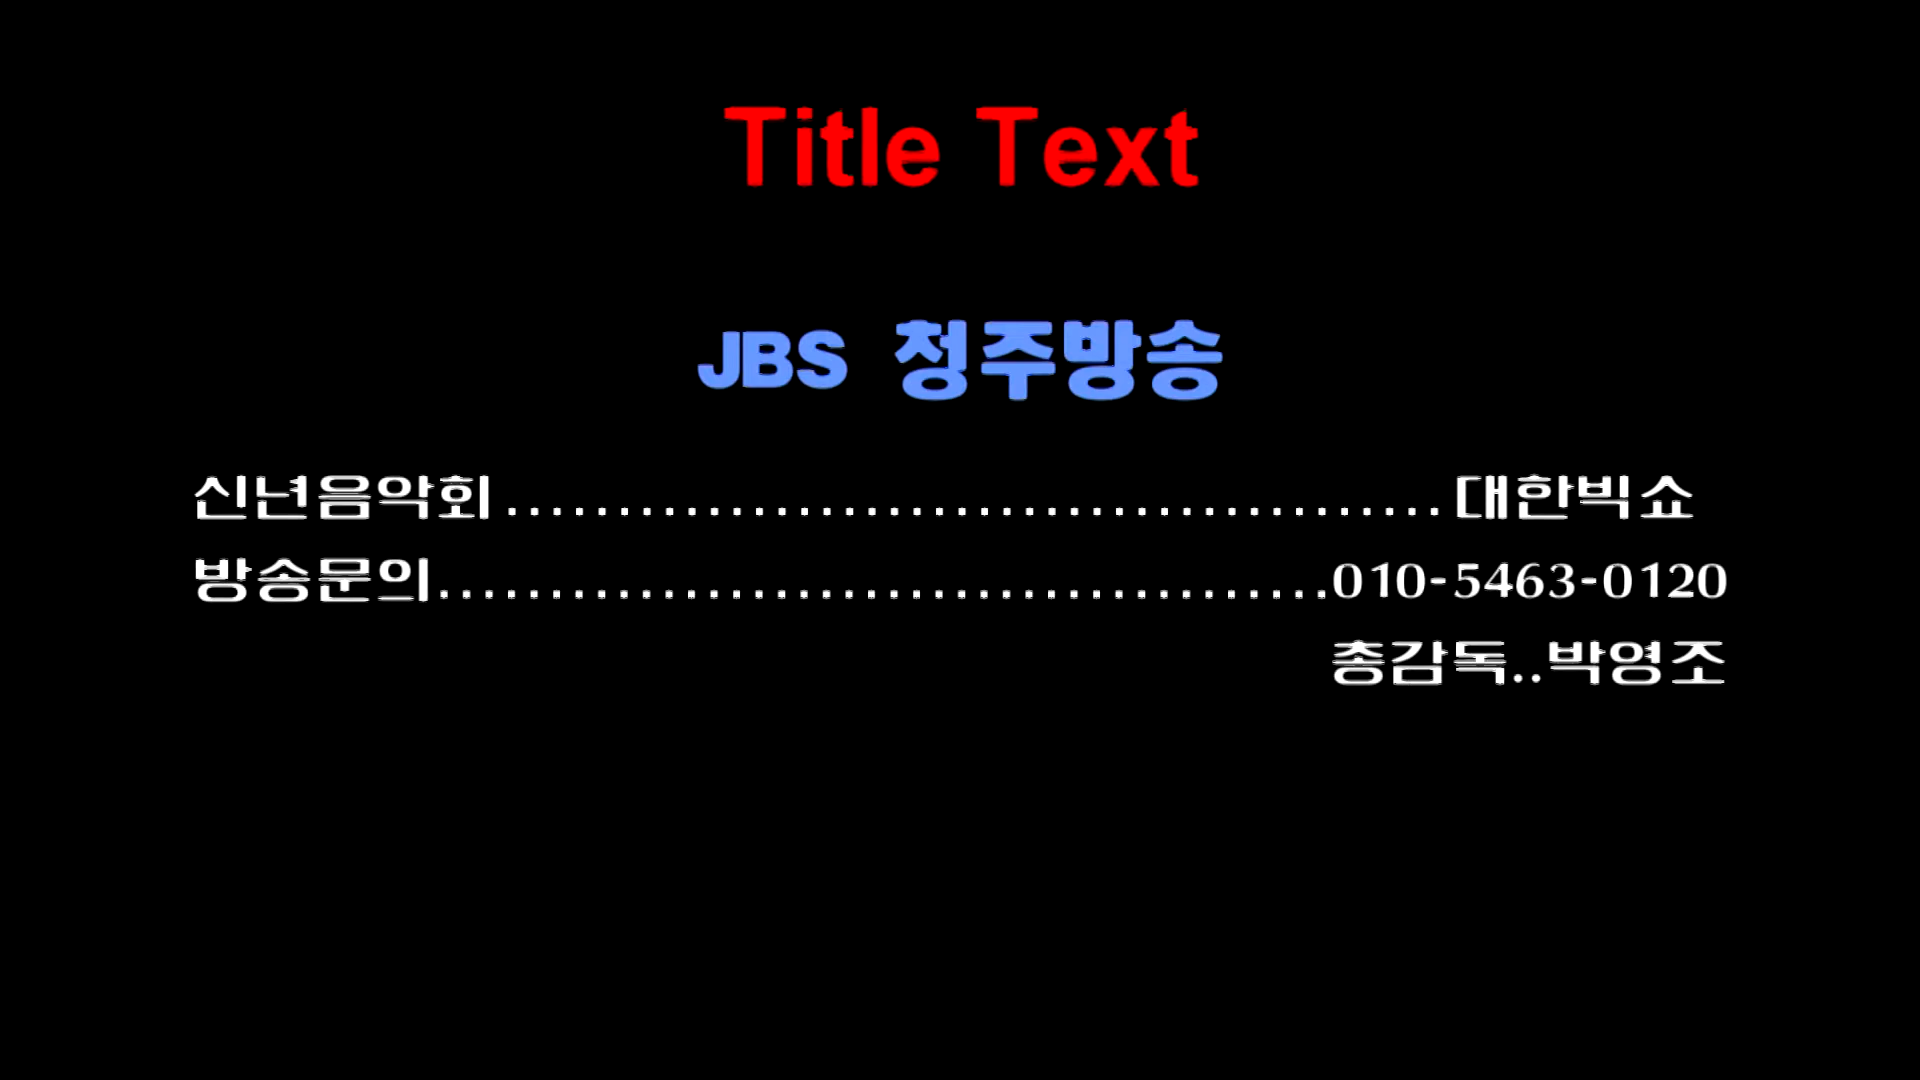 Title Text
JBS 청주방송
신년음악회..........................................대한빅쇼
방송문의........................................010-5463-0120
총감독..박영조